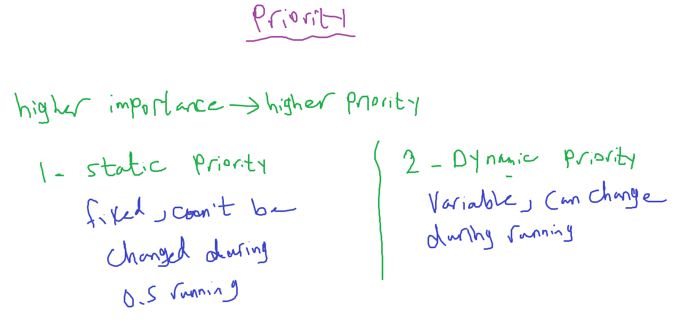 Priority
higher importance → higher Priority
1 - static Priority
fixed, can't be
changed during
O.S running
2 - Dynamic Priority
Variable, can change
during running